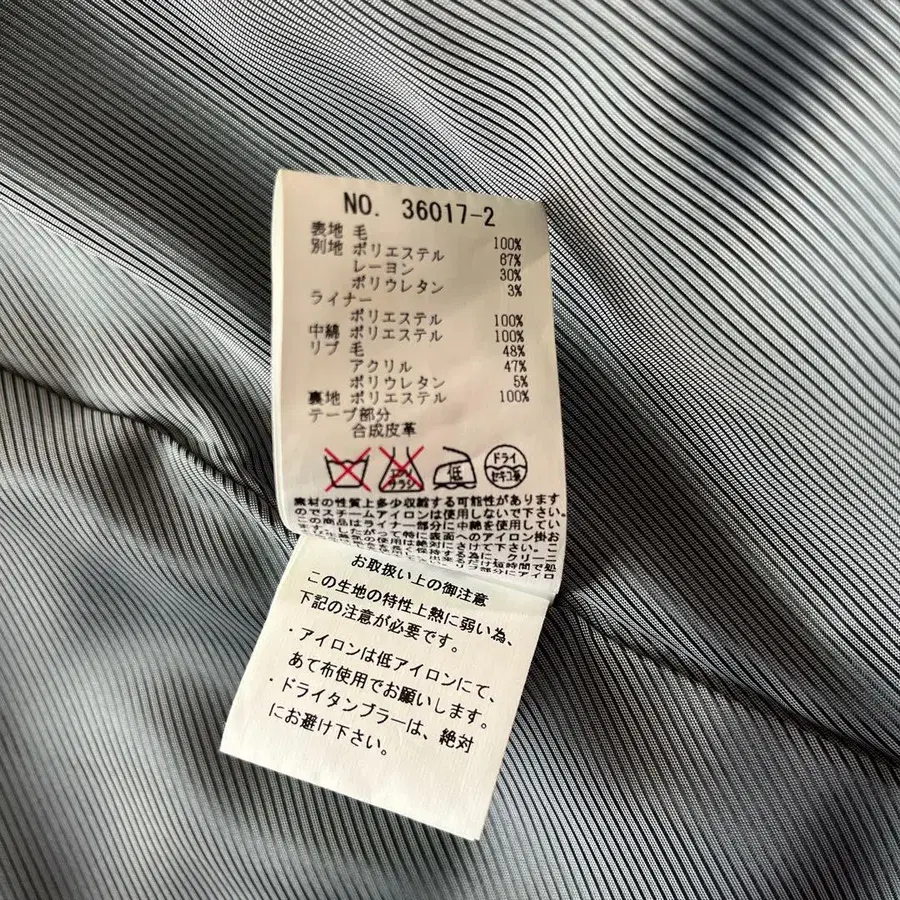 NO. 36017-2
表地 毛 100%
別地 ポリエステル 67%
レーヨン 30%
ポリウレタン 3%
ライナー
ポリエステル 100%
中綿 ポリエステル 100%
リブ 毛 48%
アクリル 47%
ポリウレタン 5%
裏地 ポリエステル 100%
テープ部分
合成皮革
低
ドライ
セキユ系
素材の性質上多少収縮する可能性があります
のでスチームアイロンは使用しないで下さい。
お取扱い上の御注意
この生地の特性上熱に弱い為、
下記の注意が必要です。
・アイロンは低アイロンにて、
あて布使用でお願いします。
・ドライタンブラーは、絶対
にお避け下さい。